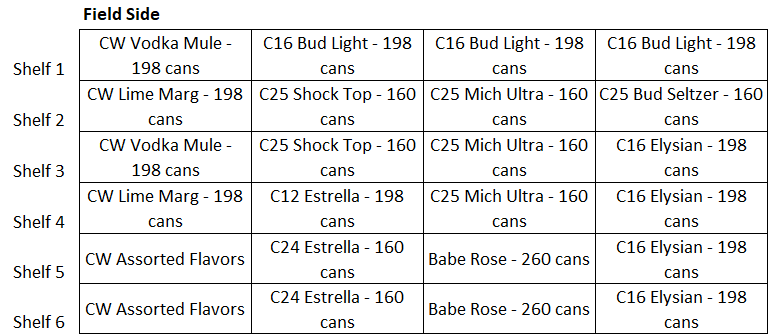 Field Side
Shelf 1
CW Vodka Mule -
198 cans
C16 Bud Light - 198
cans
C16 Bud Light - 198
cans
C16 Bud Light - 198
cans
Shelf 2
CW Lime Marg - 198
cans
C25 Shock Top - 160
cans
C25 Mich Ultra - 160
cans
C25 Bud Seltzer - 160
cans
Shelf 3
CW Vodka Mule -
198 cans
C25 Shock Top - 160
cans
C25 Mich Ultra - 160
cans
C16 Elysian - 198
cans
Shelf 4
CW Lime Marg - 198
cans
C12 Estrella - 198
cans
C25 Mich Ultra - 160
cans
C16 Elysian - 198
cans
Shelf 5
CW Assorted Flavors
C24 Estrella - 160
cans
Babe Rose - 260 cans
C16 Elysian - 198
cans
Shelf 6
CW Assorted Flavors
C24 Estrella - 160
cans
Babe Rose - 260 cans
C16 Elysian - 198
cans